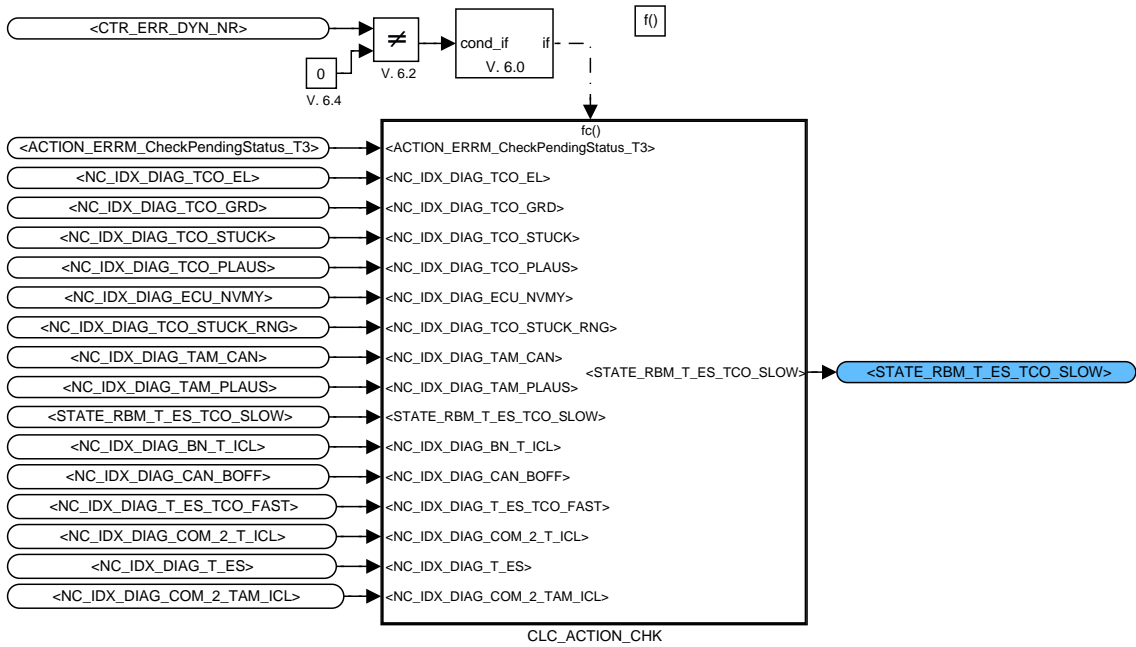 <CTR_ERR_DYN_NR>
≠
V. 6.2
0
V. 6.4
cond_if if
V. 6.0
f()
fc()
<ACTION_ERRM_CheckPendingStatus_T3> <ACTION_ERRM_CheckPendingStatus_T3>
<NC_IDX_DIAG_TCO_EL> <NC_IDX_DIAG_TCO_EL>
<NC_IDX_DIAG_TCO_GRD> <NC_IDX_DIAG_TCO_GRD>
<NC_IDX_DIAG_TCO_STUCK> <NC_IDX_DIAG_TCO_STUCK>
<NC_IDX_DIAG_TCO_PLAUS> <NC_IDX_DIAG_TCO_PLAUS>
<NC_IDX_DIAG_ECU_NVMY> <NC_IDX_DIAG_ECU_NVMY>
<NC_IDX_DIAG_TCO_STUCK_RNG> <NC_IDX_DIAG_TCO_STUCK_RNG>
<NC_IDX_DIAG_TAM_CAN> <NC_IDX_DIAG_TAM_CAN>
<STATE_RBM_T_ES_TCO_SLOW> <STATE_RBM_T_ES_TCO_SLOW>
<NC_IDX_DIAG_TAM_PLAUS> <NC_IDX_DIAG_TAM_PLAUS>
<STATE_RBM_T_ES_TCO_SLOW> <STATE_RBM_T_ES_TCO_SLOW>
<NC_IDX_DIAG_BN_T_ICL> <NC_IDX_DIAG_BN_T_ICL>
<NC_IDX_DIAG_CAN_BOFF> <NC_IDX_DIAG_CAN_BOFF>
<NC_IDX_DIAG_T_ES_TCO_FAST> <NC_IDX_DIAG_T_ES_TCO_FAST>
<NC_IDX_DIAG_COM_2_T_ICL> <NC_IDX_DIAG_COM_2_T_ICL>
<NC_IDX_DIAG_T_ES> <NC_IDX_DIAG_T_ES>
<NC_IDX_DIAG_COM_2_TAM_ICL> <NC_IDX_DIAG_COM_2_TAM_ICL>
CLC_ACTION_CHK